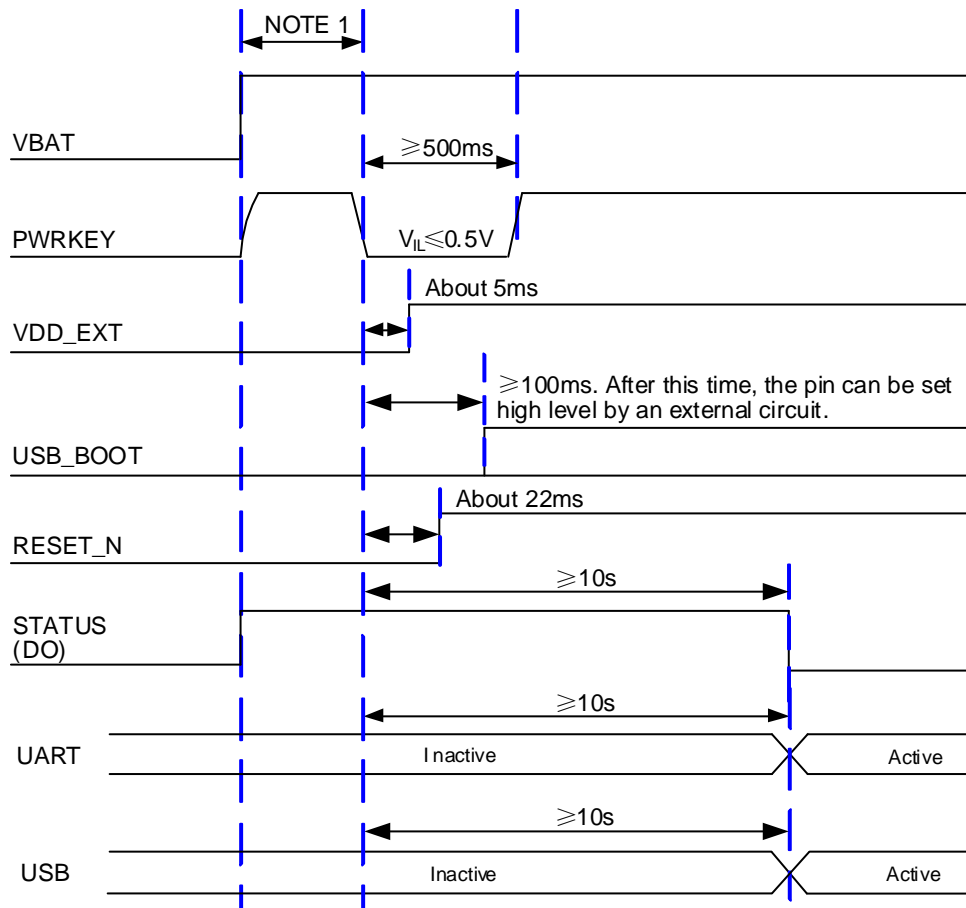 NOTE 1
VBAT
≥500ms
PWRKEY
VIL≤0.5V
About 5ms
VDD_EXT
≥100ms. After this time, the pin can be set
high level by an external circuit.
USB_BOOT
About 22ms
RESET_N
≥10s
STATUS
(DO)
≥10s
UART
Inactive
Active
≥10s
USB
Inactive
Active